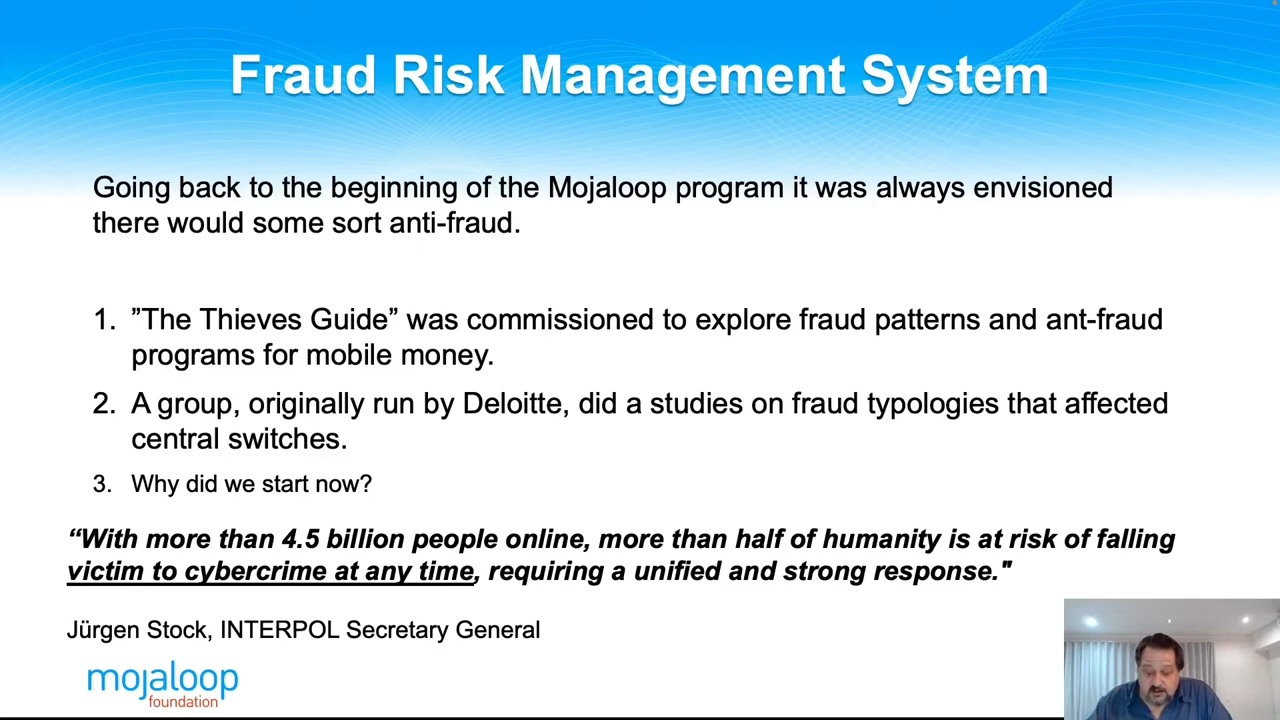 Fraud Risk Management System
Going back to the beginning of the Mojaloop program it was always envisioned
there would some sort anti-fraud.
1. ”The Thieves Guide” was commissioned to explore fraud patterns and ant-fraud
programs for mobile money.
2. A group, originally run by Deloitte, did a studies on fraud typologies that affected
central switches.
3. Why did we start now?
“With more than 4.5 billion people online, more than half of humanity is at risk of falling
victim to cybercrime at any time, requiring a unified and strong response."
Jürgen Stock, INTERPOL Secretary General
mojaloop
foundation